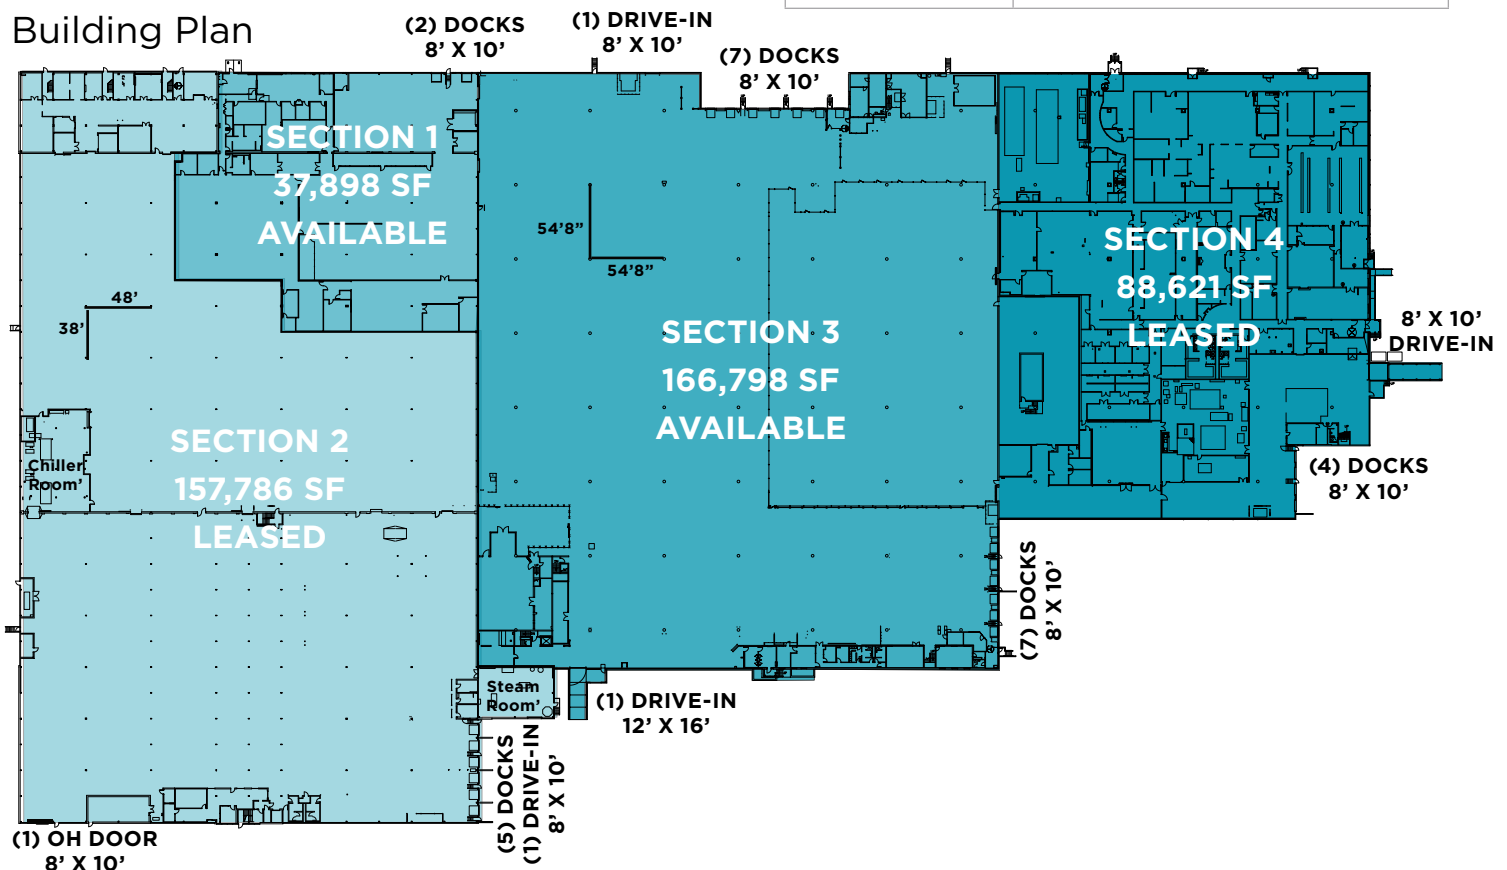 Building Plan
(2) DOCKS
8’ X 10’
(1) DRIVE-IN
8’ X 10’
(7) DOCKS
8’ X 10’
SECTION 1
37,898 SF
AVAILABLE
54’8”
54’8”
48’
38’
SECTION 2
157,786 SF
LEASED
Chiller
Room’
SECTION 3
166,798 SF
AVAILABLE
SECTION 4
88,621 SF
LEASED
8’ X 10’
DRIVE-IN
(4) DOCKS
8’ X 10’
(7) DOCKS
8’ X 10’
Steam
Room’
(1) DRIVE-IN
12’ X 16’
(5) DOCKS
(1) DRIVE-IN
8’ X 10’
(1) OH DOOR
8’ X 10’